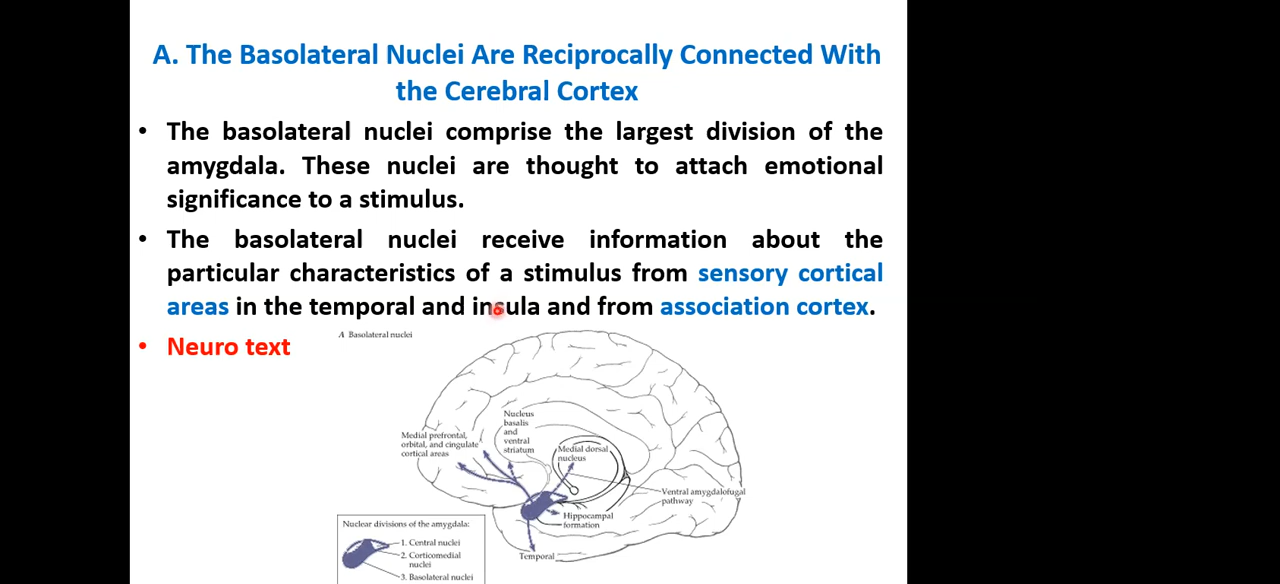 A. The Basolateral Nuclei Are Reciprocally Connected With
the Cerebral Cortex
• The basolateral nuclei comprise the largest division of the
amygdala. These nuclei are thought to attach emotional
significance to a stimulus.
• The basolateral nuclei receive information about the
particular characteristics of a stimulus from sensory cortical
areas in the temporal and insula and from association cortex.
• Neuro text
A Basolateral nuclei
Nucleus
basalis
and
ventral
striatum
Medial prefrontal,
orbital, and cingulate
cortical areas
Medial dorsal
nucleus
Ventral amygdalofugal
pathway
Hippocampal
formation
Temporal
Nuclear divisions of the amygdala:
1. Central nuclei
2. Corticomedial
nuclei
3. Basolateral nuclei